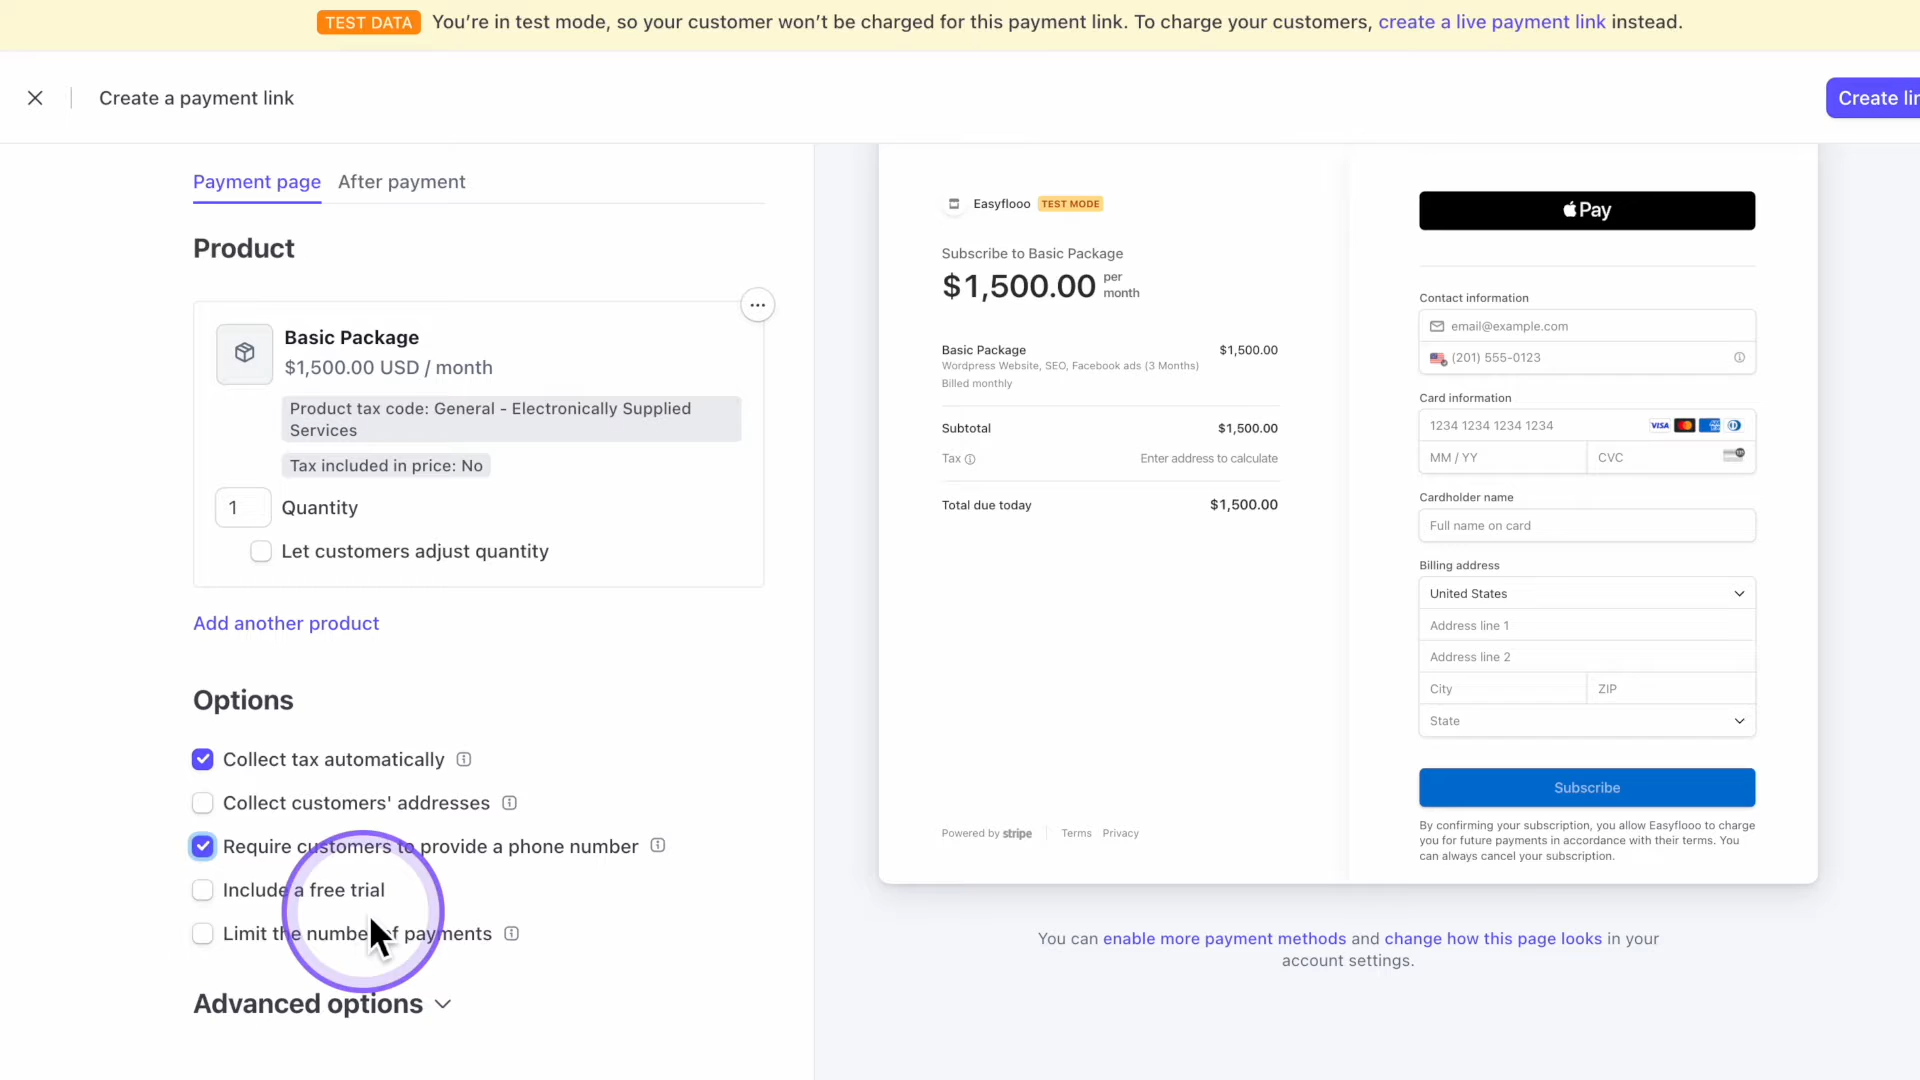 TEST DATA You're in test mode, so your customer won't be charged for this payment link. To charge your customers, create a live payment link instead.
Create a payment link
Create lin
Payment page After payment
Product
Basic Package
$1,500.00 USD / month
Product tax code: General - Electronically Supplied
Services
Tax included in price: No
1 Quantity
Let customers adjust quantity
Add another product
Options
Collect tax automatically
Collect customers' addresses
Require customers to provide a phone number
Include a free trial
Limit the number of payments
Advanced options
Easyflooo TEST MODE
Subscribe to Basic Package
$1,500.00 per
month
Basic Package $1,500.00
Wordpress Website, SEO, Facebook ads (3 Months)
Billed monthly
Subtotal $1,500.00
Tax Enter address to calculate
Total due today $1,500.00
Powered by stripe Terms Privacy
Pay
Contact information
email@example.com
(201) 555-0123
Card information
1234 1234 1234 1234 VISA
MM / YY CVC
Cardholder name
Full name on card
Billing address
United States
Address line 1
Address line 2
City ZIP
State
Subscribe
By confirming your subscription, you allow Easyflooo to charge
you for future payments in accordance with their terms. You
can always cancel your subscription.
You can enable more payment methods and change how this page looks in your
account settings.